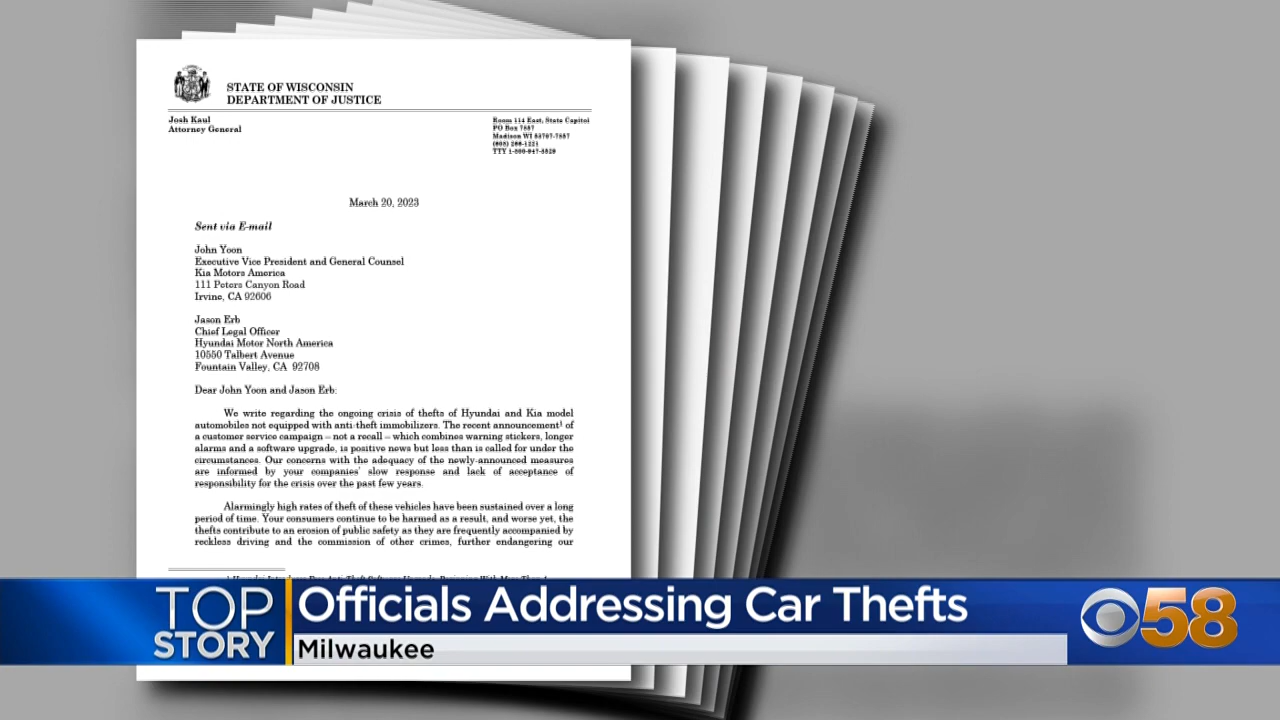 STATE OF WISCONSIN
DEPARTMENT OF JUSTICE
Josh Kaul
Attorney General
Room 114 East, State Capitol
PO Box 7857
Madison WI 53707-7857
TTY
March 20, 2023
Sent via E-mail
John Yoon
Executive Vice President and General Counsel
Kia Motors America
111 Peters Canyon Road
Irvine, CA 92606
Jason Erb
Chief Legal Officer
Hyundai Motor North America
10550 Talbert Avenue
Fountain Valley, CA 92708
Dear John Yoon and Jason Erb:
We write regarding the ongoing crisis of thefts of Hyundai and Kia model
automobiles not equipped with anti-theft immobilizers. The recent announcement¹ of
a customer service campaign – not a recall – which combines warning stickers, longer
alarms and a software upgrade, is positive news but less than is called for under the
circumstances. Our concerns with the adequacy of the newly-announced measures
are informed by your companies' slow response and lack of acceptance of
responsibility for the crisis over the past few years.
Alarmingly high rates of theft of these vehicles have been sustained over a long
period of time. Your consumers continue to be harmed as a result, and worse yet, the
thefts contribute to an erosion of public safety as they are frequently accompanied by
reckless driving and the commission of other crimes, further endangering our
TOP
STORY
Officials Addressing Car Thefts
Milwaukee
58